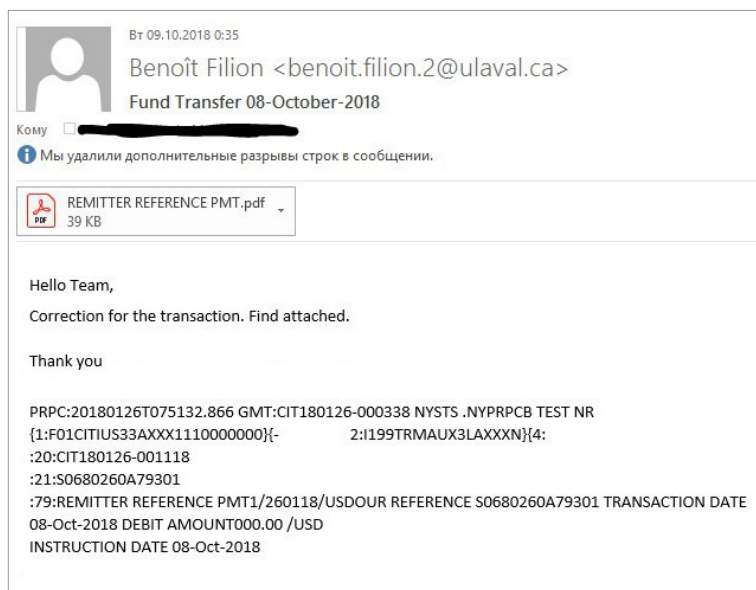 Вт 09.10.2018 0:35
Benoît Filion <benoit.filion.2@ulaval.ca>
Fund Transfer 08-October-2018
Кому
Мы удалили дополнительные разрывы строк в сообщении.
REMITTER REFERENCE PMT.pdf
39 KB
PDF
Hello Team,
Correction for the transaction. Find attached.
Thank you
PRPC:20180126T075132.866 GMT:CIT180126-000338 NYSTS .NYPRPCB TEST NR
{1:F01CITIUS33AXXX1110000000}{- 2:I199TRMAUX3LAXXXN}{4:
:20:CIT180126-001118
:21:S0680260A79301
:79:REMITTER REFERENCE PMT1/260118/USDOUR REFERENCE S0680260A79301 TRANSACTION DATE
08-Oct-2018 DEBIT AMOUNT000.00 /USD
INSTRUCTION DATE 08-Oct-2018